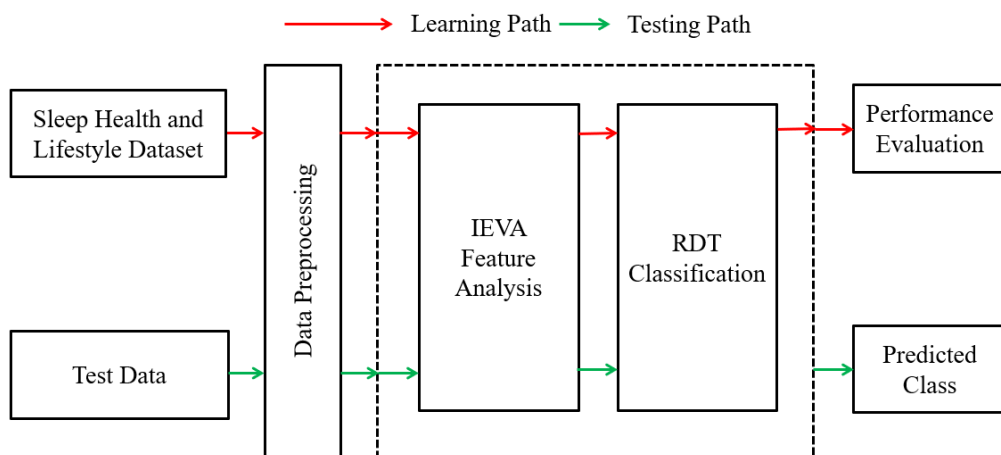 Learning Path
Testing Path
Sleep Health and
Lifestyle Dataset
Data Preprocessing
IEVA
Feature
Analysis
RDT
Classification
Performance
Evaluation
Test Data
Predicted
Class